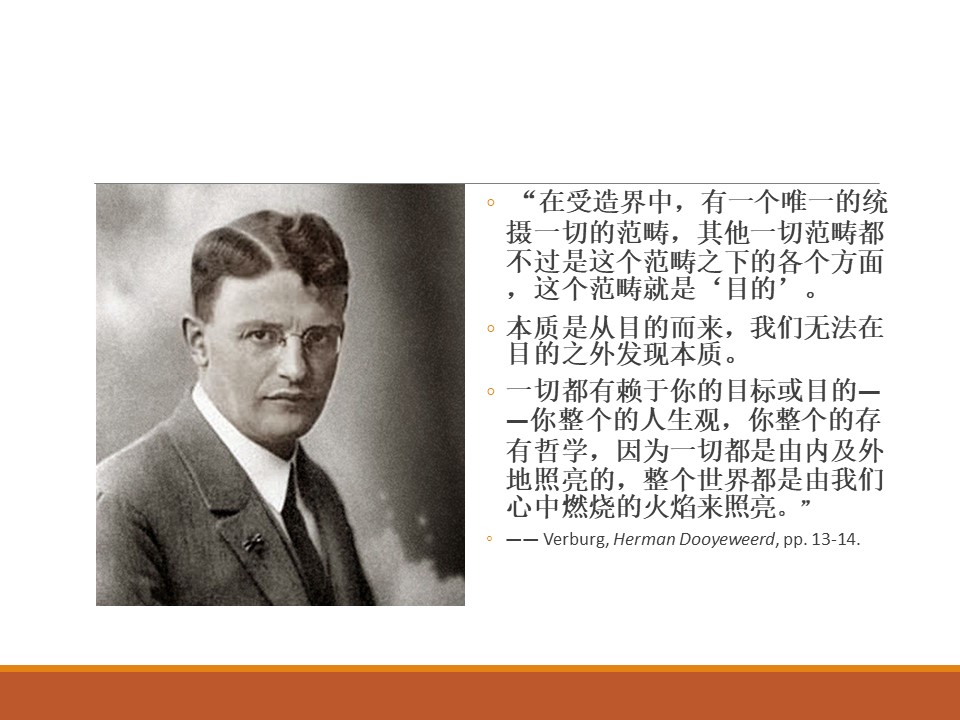 “在受造界中，有一个唯一的统
摄一切的范畴，其他一切范畴都
不过是这个范畴之下的各个方面
，这个范畴就是‘目的’。
本质是从目的而来，我们无法在
目的之外发现本质。
一切都有赖于你的目标或目的—
—你整个的人生观，你整个的存
有哲学，因为一切都是由内及外
地照亮的，整个世界都是由我们
心中燃烧的火焰来照亮。”
—— Verburg, Herman Dooyeweerd, pp. 13-14.